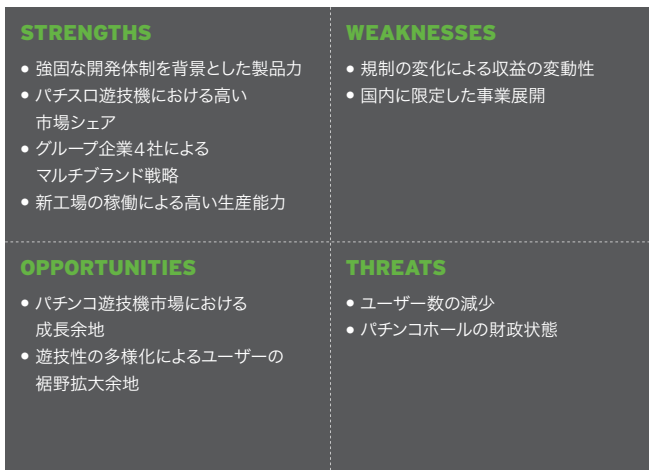 STRENGTHS
• 強固な開発体制を背景とした製品力
• パチスロ遊技機における高い
市場シェア
• グループ企業4社による
マルチブランド戦略
• 新工場の稼働による高い生産能力
WEAKNESSES
• 規制の変化による収益の変動性
• 国内に限定した事業展開
OPPORTUNITIES
• パチンコ遊技機市場における
成長余地
• 遊技性の多様化によるユーザーの
裾野拡大余地
THREATS
• ユーザー数の減少
• パチンコホールの財政状態